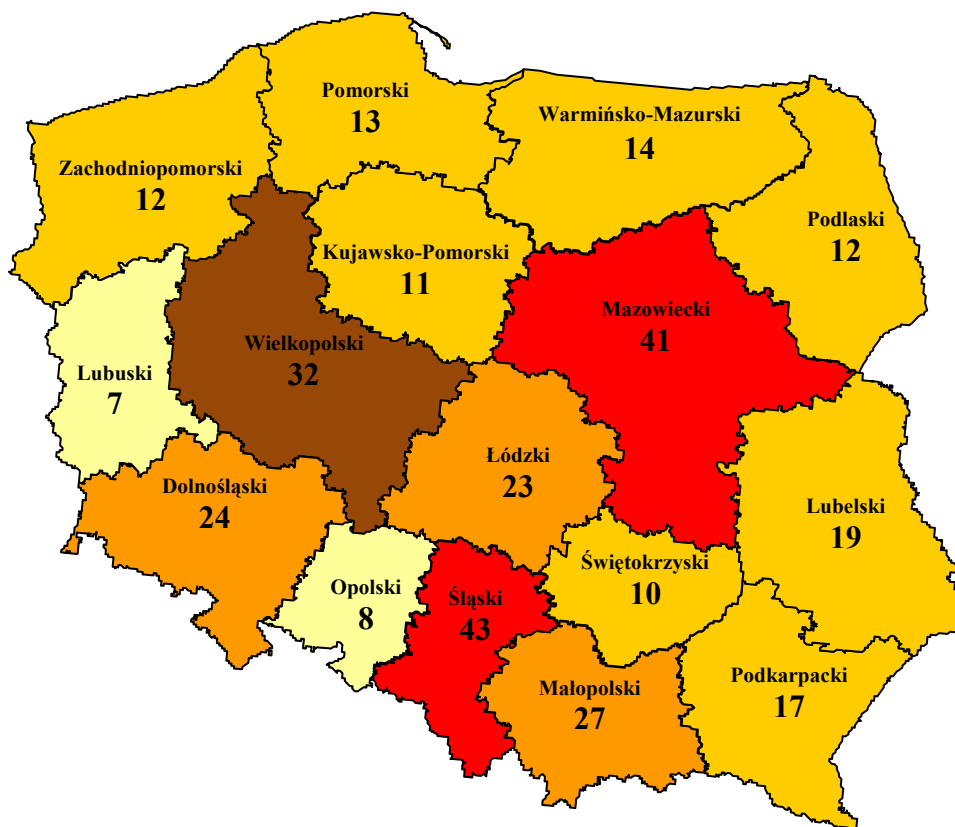 Pomorski
13
Warmińsko-Mazurski
14
Zachodniopomorski
12
Podlaski
12
Kujawsko-Pomorski
11
Mazowiecki
41
Wielkopolski
32
Lubuski
7
Łódzki
23
Dolnośląski
24
Lubelski
19
Świętokrzyski
10
Opolski
8
Śląski
43
Podkarpacki
17
Małopolski
27